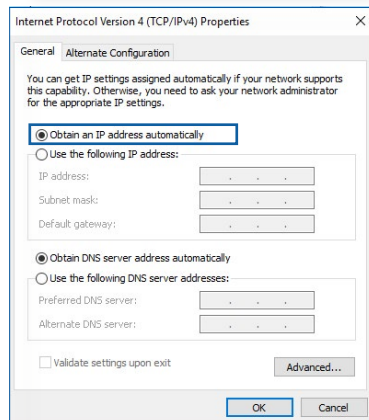 Internet Protocol Version 4 (TCP/IPv4) Properties
General
Alternate Configuration
You can get IP settings assigned automatically if your network supports
this capability. Otherwise, you need to ask your network administrator
for the appropriate IP settings.
Obtain an IP address automatically
Use the following IP address:
IP address:
Subnet mask:
Default gateway:
Obtain DNS server address automatically
Use the following DNS server addresses:
Preferred DNS server:
Alternate DNS server:
Validate settings upon exit
Advanced...
OK
Cancel